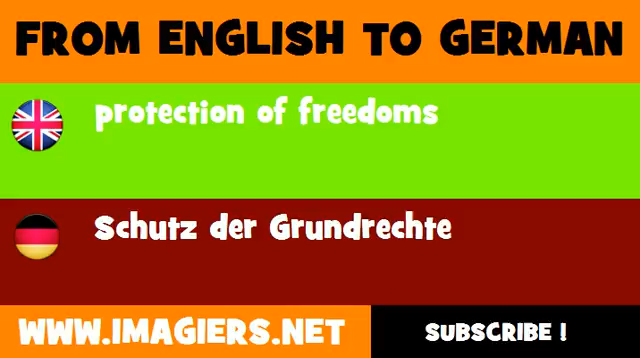 FROM ENGLISH TO GERMAN
protection of freedoms
Schutz der Grundrechte
WWW.IMAGIERS.NET
SUBSCRIBE !